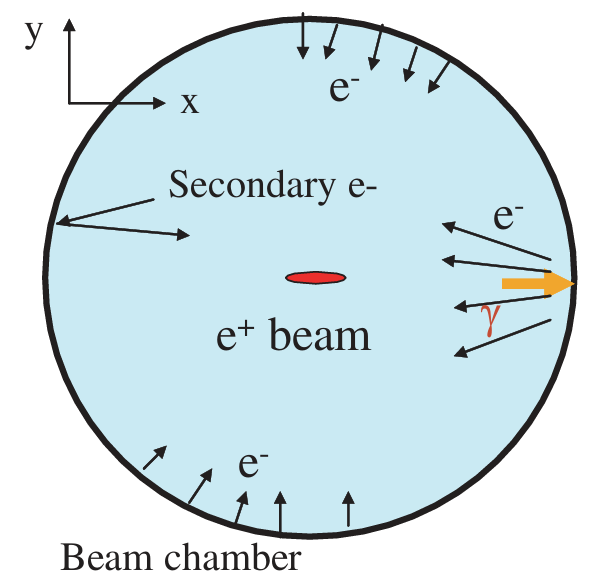 y
x
e-
Secondary e-
e-
γ
e+ beam
e-
Beam chamber